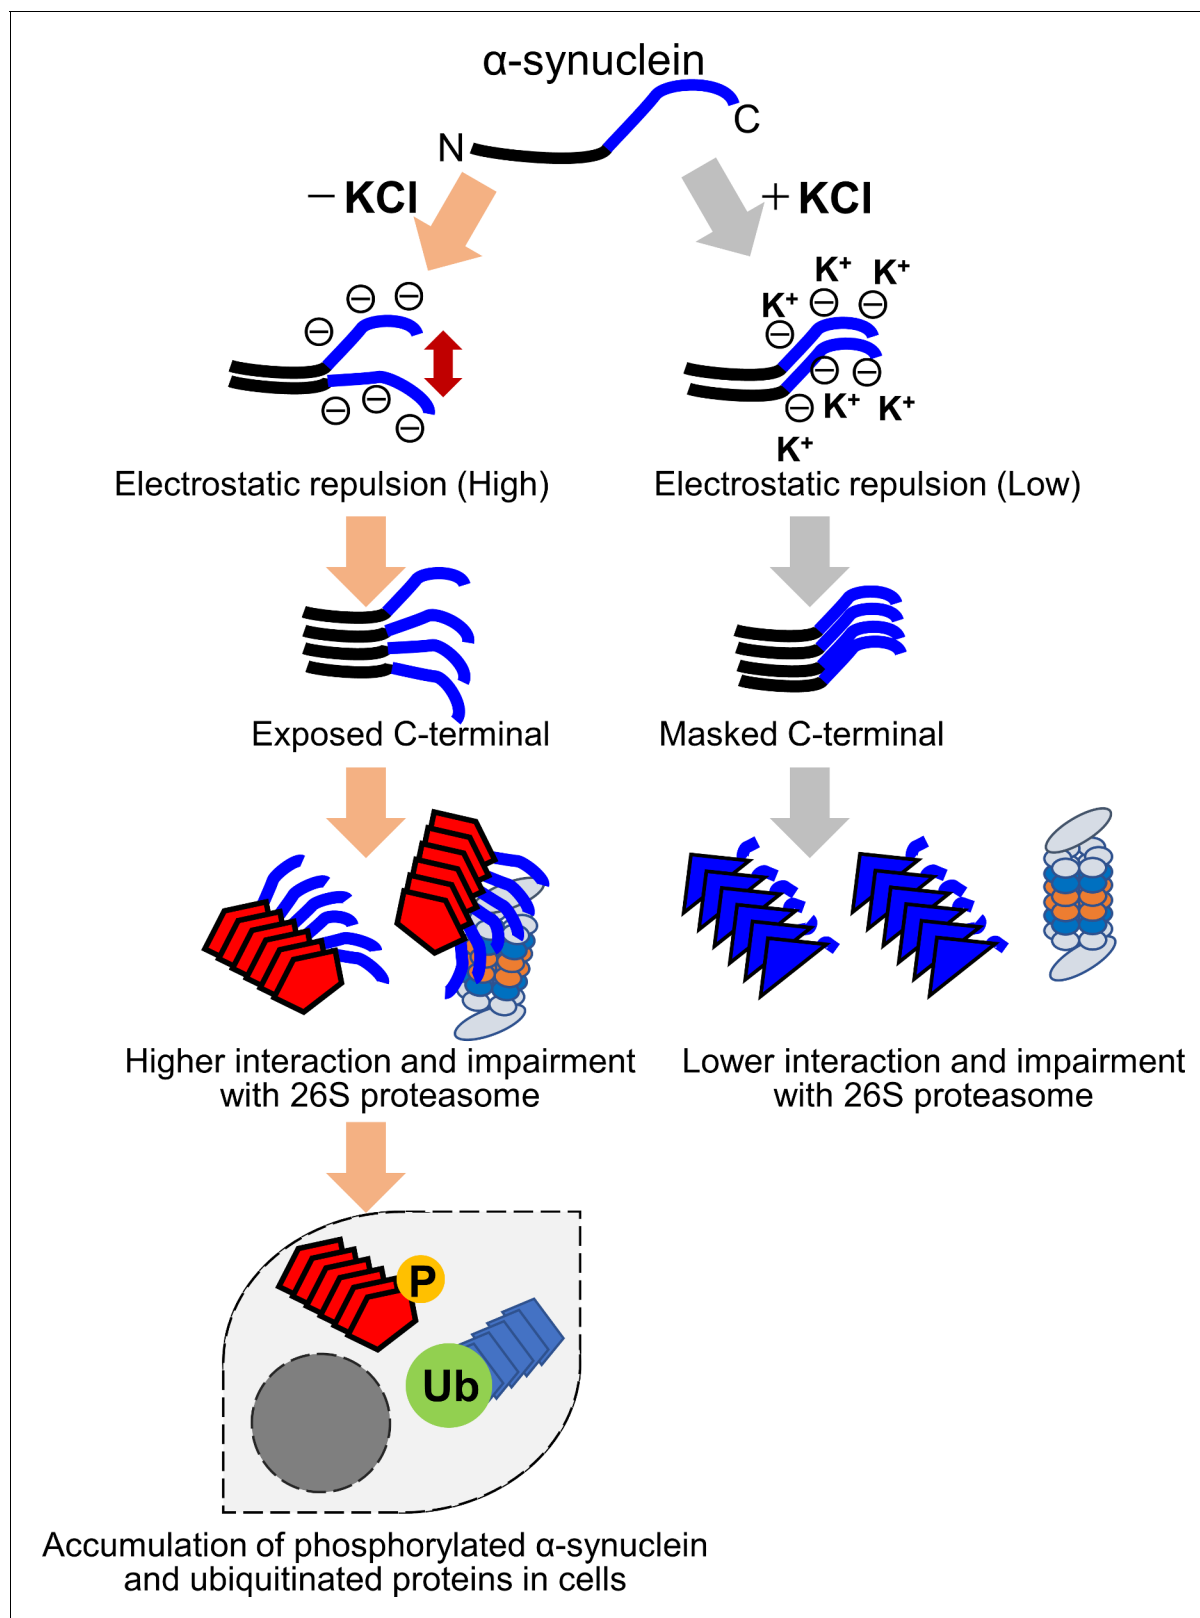 α-synuclein
N
C
− KCl
+ KCl
K⁺
K⁺
K⁺
K⁺
K⁺
K⁺
Electrostatic repulsion (High)
Electrostatic repulsion (Low)
Exposed C-terminal
Masked C-terminal
Higher interaction and impairment
with 26S proteasome
Lower interaction and impairment
with 26S proteasome
P
Ub
Accumulation of phosphorylated α-synuclein
and ubiquitinated proteins in cells